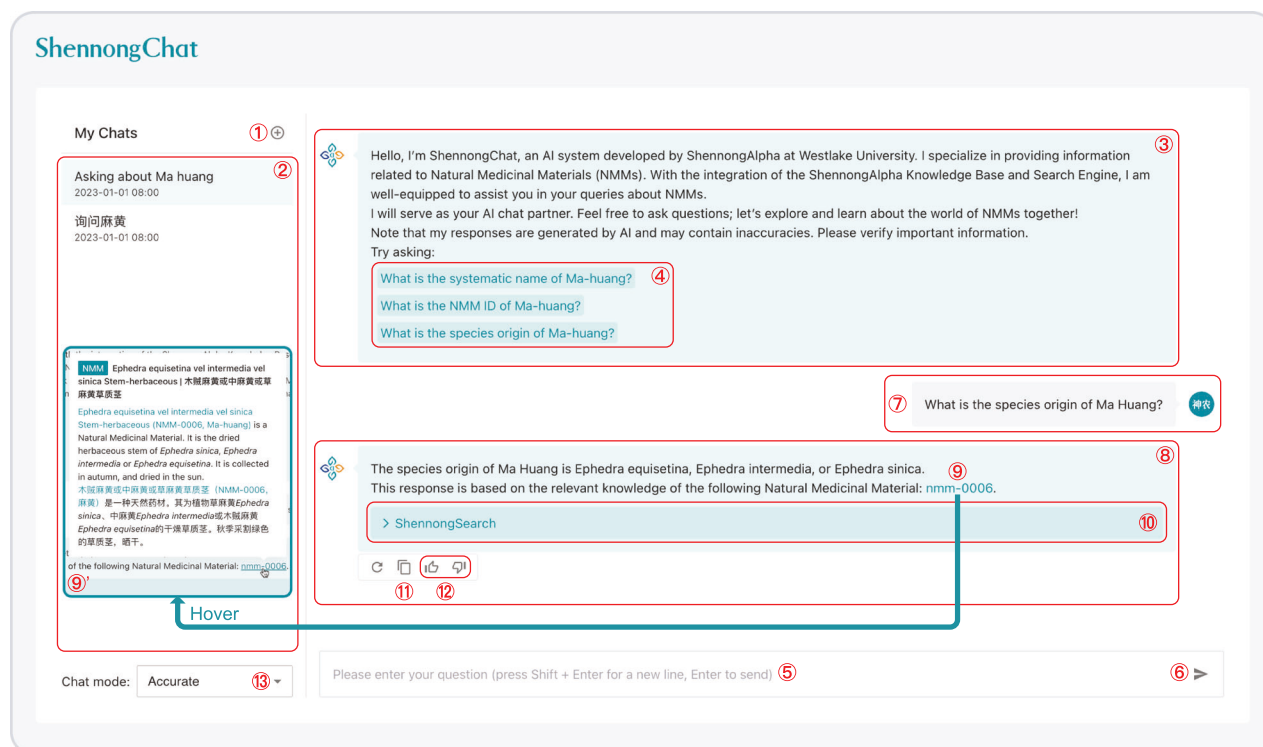 ShennongChat
My Chats
①
②
Asking about Ma huang
2023-01-01 08:00
询问麻黄
2023-01-01 08:00
NMM Ephedra equisetina vel intermedia vel
sinica Stem-herbaceous | 木贼麻黄或中麻黄或草
麻黄草质茎
Ephedra equisetina vel intermedia vel sinica
Stem-herbaceous (NMM-0006, Ma-huang) is a
Natural Medicinal Material. It is the dried
herbaceous stem of Ephedra sinica, Ephedra
intermedia or Ephedra equisetina. It is collected
in autumn, and dried in the sun.
木贼麻黄或中麻黄或草麻黄草质茎（NMM-0006,
麻黄）是一种天然药材。其为植物草麻黄Ephedra
sinica、中麻黄Ephedra intermedia或木贼麻黄
Ephedra equisetina的干燥草质茎。秋季采割绿色
的草质茎，晒干。
of the following Natural Medicinal Material: nmm-0006.
⑨'
Hover
Chat mode: Accurate ⑬
③
Hello, I'm ShennongChat, an AI system developed by ShennongAlpha at Westlake University. I specialize in providing information
related to Natural Medicinal Materials (NMMs). With the integration of the ShennongAlpha Knowledge Base and Search Engine, I am
well-equipped to assist you in your queries about NMMs.
I will serve as your AI chat partner. Feel free to ask questions; let's explore and learn about the world of NMMs together!
Note that my responses are generated by AI and may contain inaccuracies. Please verify important information.
Try asking:
What is the systematic name of Ma-huang? ④
What is the NMM ID of Ma-huang?
What is the species origin of Ma-huang?
⑦ What is the species origin of Ma Huang? 神农
⑧
The species origin of Ma Huang is Ephedra equisetina, Ephedra intermedia, or Ephedra sinica.
⑨
This response is based on the relevant knowledge of the following Natural Medicinal Material: nmm-0006.
> ShennongSearch ⑩
⑪ ⑫
Please enter your question (press Shift + Enter for a new line, Enter to send) ⑤ ⑥